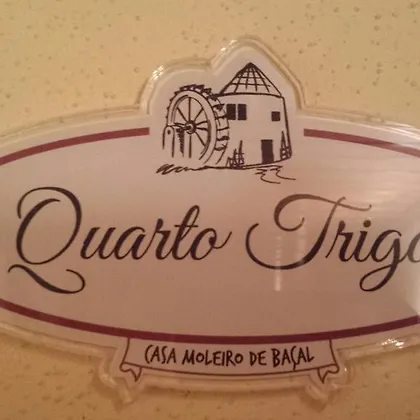 Quarto Trigo
CASA MOLEIRO DE BAÇAL